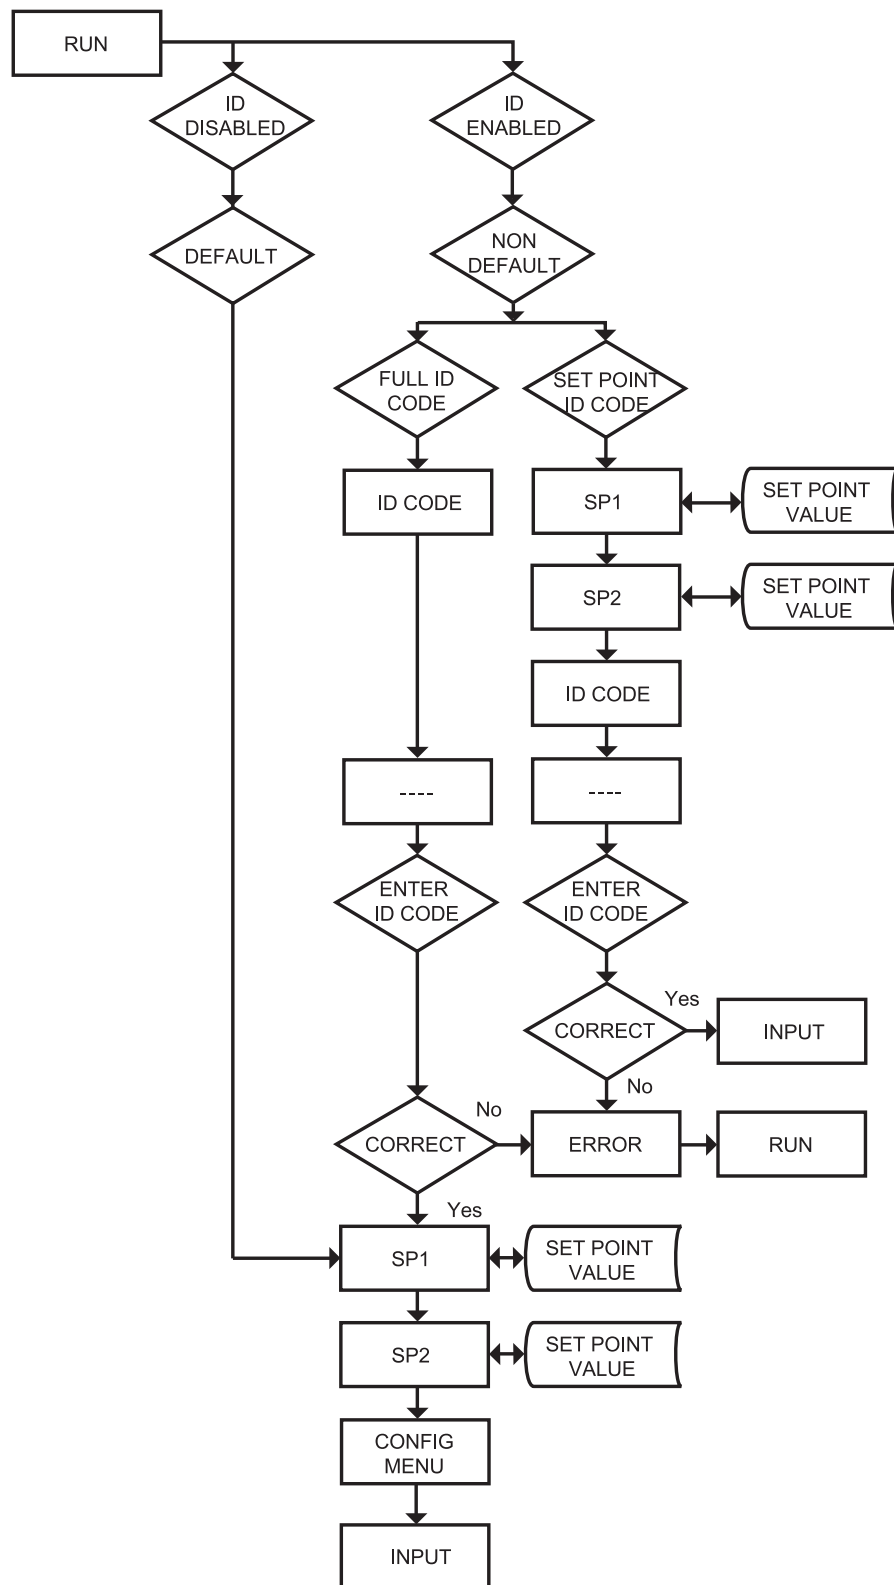 RUN
ID
DISABLED
ID
ENABLED
DEFAULT
NON
DEFAULT
FULL ID
CODE
SET POINT
ID CODE
ID CODE
SP1
SET POINT
VALUE
SP2
SET POINT
VALUE
ID CODE
----
----
ENTER
ID CODE
ENTER
ID CODE
CORRECT
Yes
INPUT
No
CORRECT
No
ERROR
RUN
Yes
SP1
SET POINT
VALUE
SP2
SET POINT
VALUE
CONFIG
MENU
INPUT